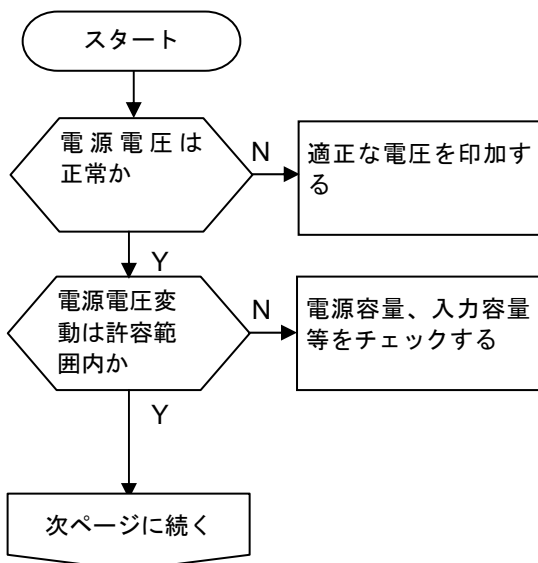 スタート
電源電圧は
正常か
N
適正な電圧を印加す
る
Y
電源電圧変
動は許容範
囲内か
N
電源容量、入力容量
等をチェックする
Y
次ページに続く